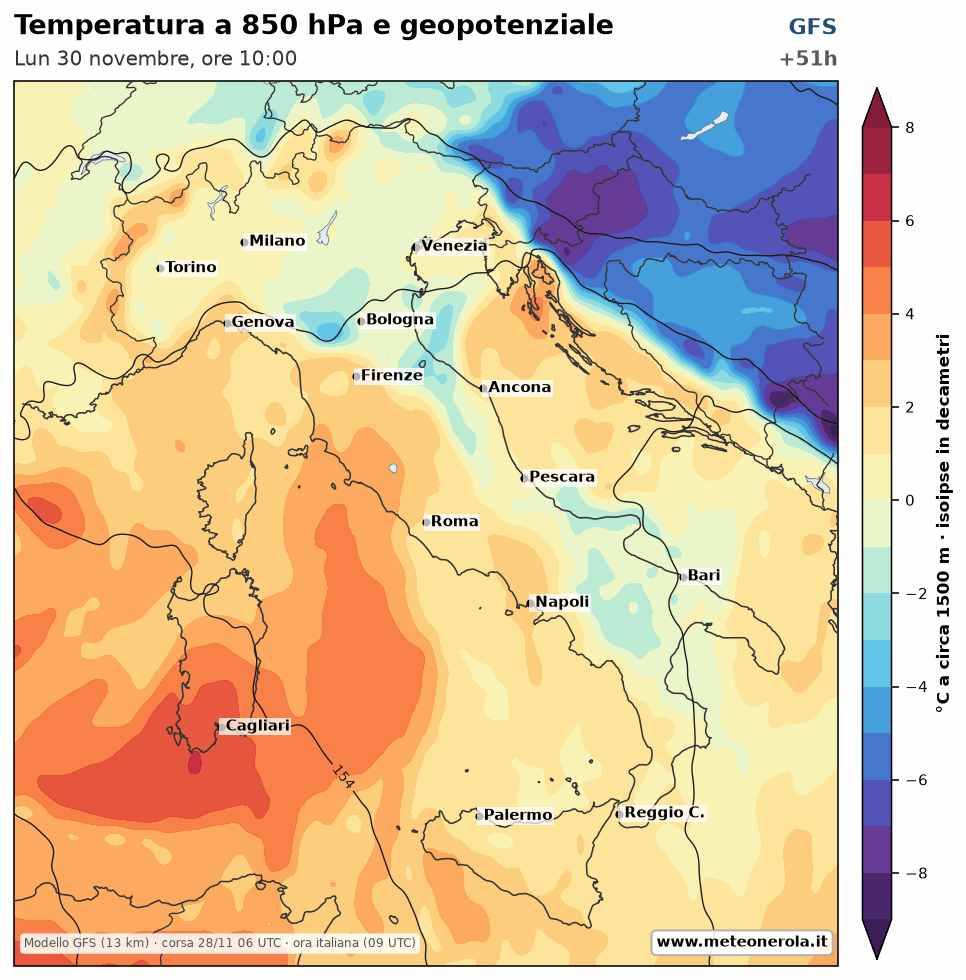 Temperatura a 850 hPa e geopotenziale
GFS
Lun 30 novembre, ore 10:00
+51h
Milano
Venezia
Torino
Genova
Bologna
Firenze
Ancona
Pescara
Roma
Bari
Napoli
Cagliari
154
Palermo
Reggio C.
Modello GFS (13 km) · corsa 28/11 06 UTC · ora italiana (09 UTC)
www.meteonerola.it
8
6
4
2
0
−2
−4
−6
−8
°C a circa 1500 m · isoipse in decametri